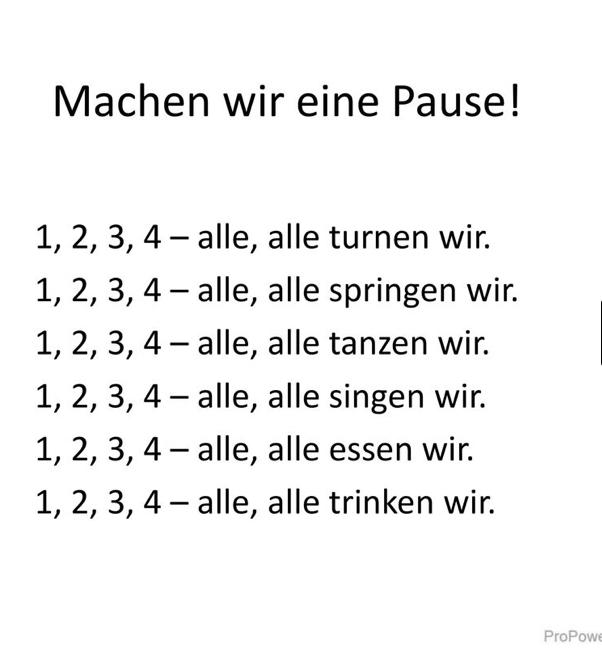 Machen wir eine Pause!
1, 2, 3, 4 – alle, alle turnen wir.
1, 2, 3, 4 – alle, alle springen wir.
1, 2, 3, 4 – alle, alle tanzen wir.
1, 2, 3, 4 – alle, alle singen wir.
1, 2, 3, 4 – alle, alle essen wir.
1, 2, 3, 4 – alle, alle trinken wir.
ProPowe